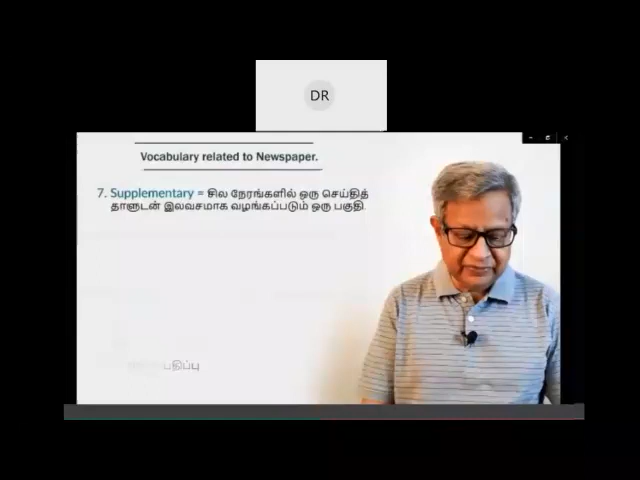 DR
Vocabulary related to Newspaper.
7. Supplementary = சில நேரங்களில் ஒரு செய்தித்
தாளுடன் இலவசமாக வழங்கப்படும் ஒரு பகுதி.
பதிப்பு